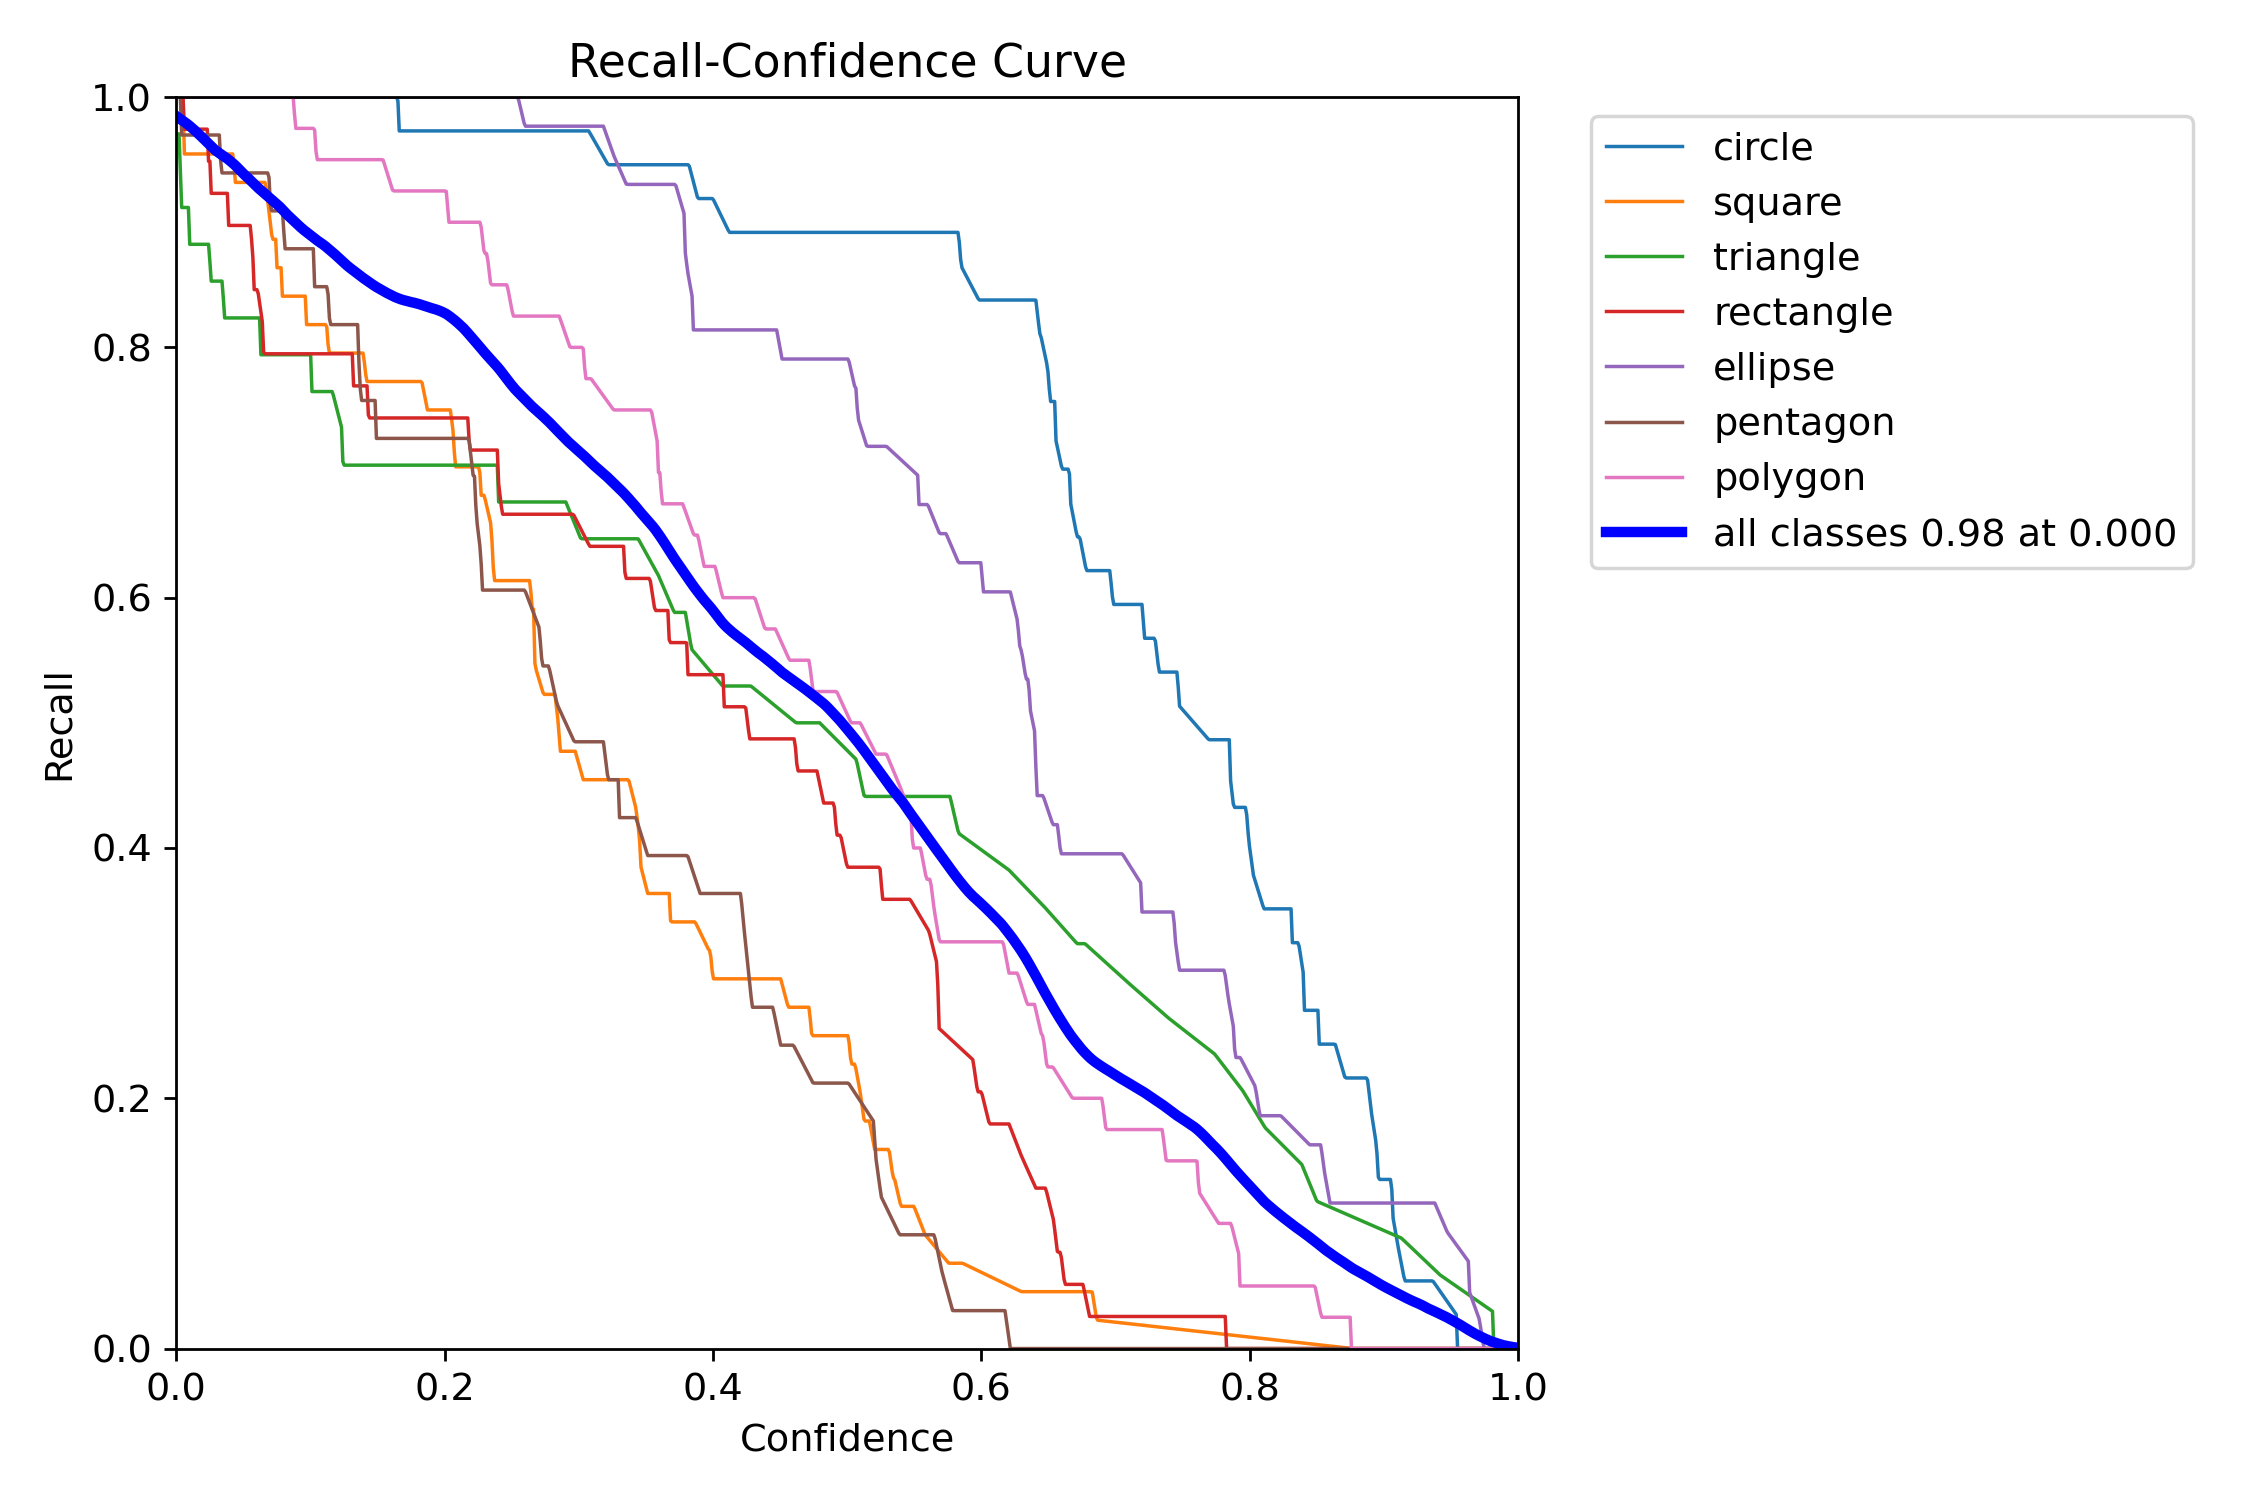 Recall-Confidence Curve
1.0
0.8
0.6
0.4
0.2
0.0
Recall
0.0 0.2 0.4 0.6 0.8 1.0
Confidence
circle
square
triangle
rectangle
ellipse
pentagon
polygon
all classes 0.98 at 0.000